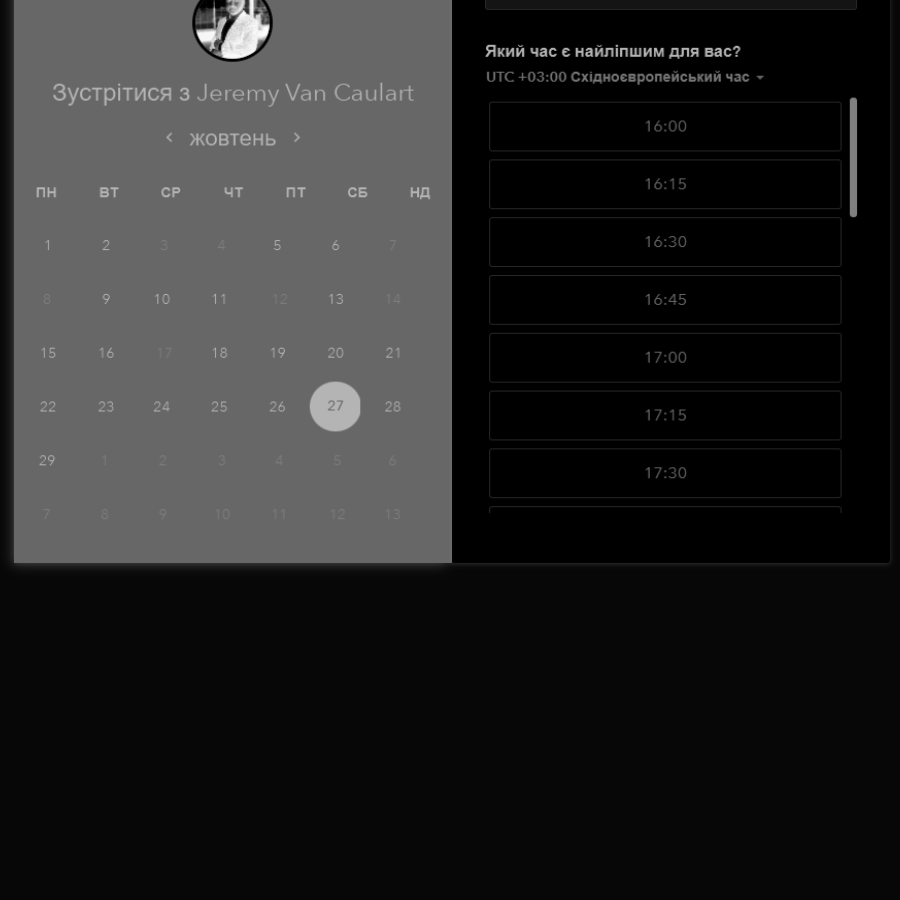 Зустрітися з Jeremy Van Caulart
жовтень
ПН ВТ СР ЧТ ПТ СБ НД
1 2 3 4 5 6 7
8 9 10 11 12 13 14
15 16 17 18 19 20 21
22 23 24 25 26 27 28
29 1 2 3 4 5 6
7 8 9 10 11 12 13
Який час є найліпшим для вас?
UTC +03:00 Східноєвропейський час
16:00
16:15
16:30
16:45
17:00
17:15
17:30